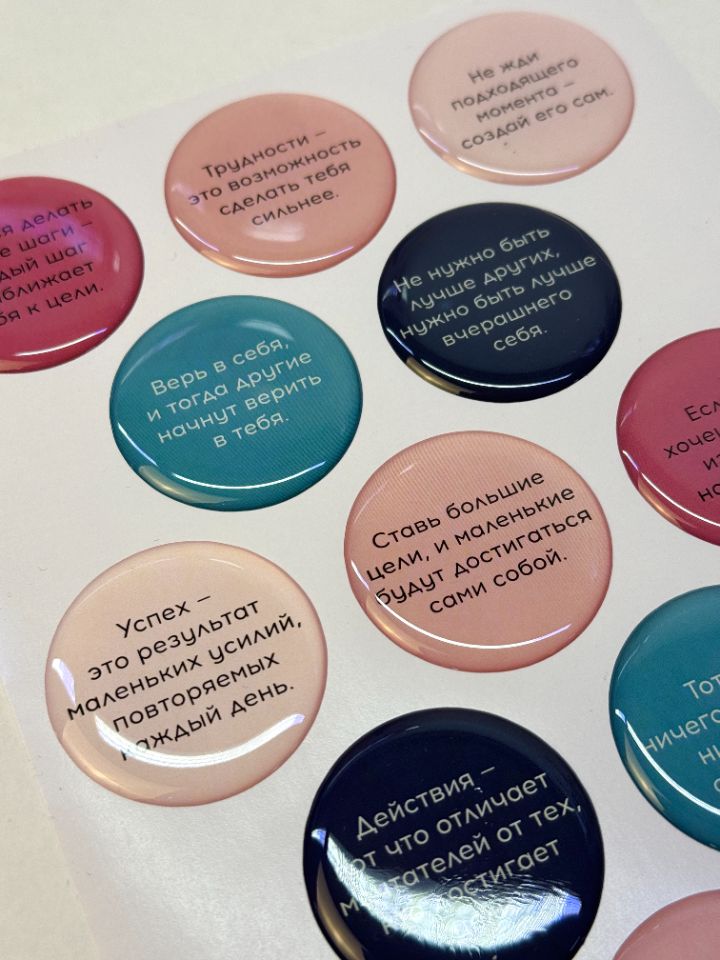 Не жди
подходящего
момента –
создай его сам.
Трудности –
это возможность
сделать тебя
сильнее.
делать
шаги –
шаг
к цели.
Не нужно быть
лучше других,
нужно быть лучше
вчерашнего
себя.
Верь в себя,
и тогда другие
начнут верить
в тебя.
Ставь большие
цели, и маленькие
будут достигаться
сами собой.
Успех –
это результат
маленьких усилий,
повторяемых
каждый день.
Действия –
что отличает
от тех,